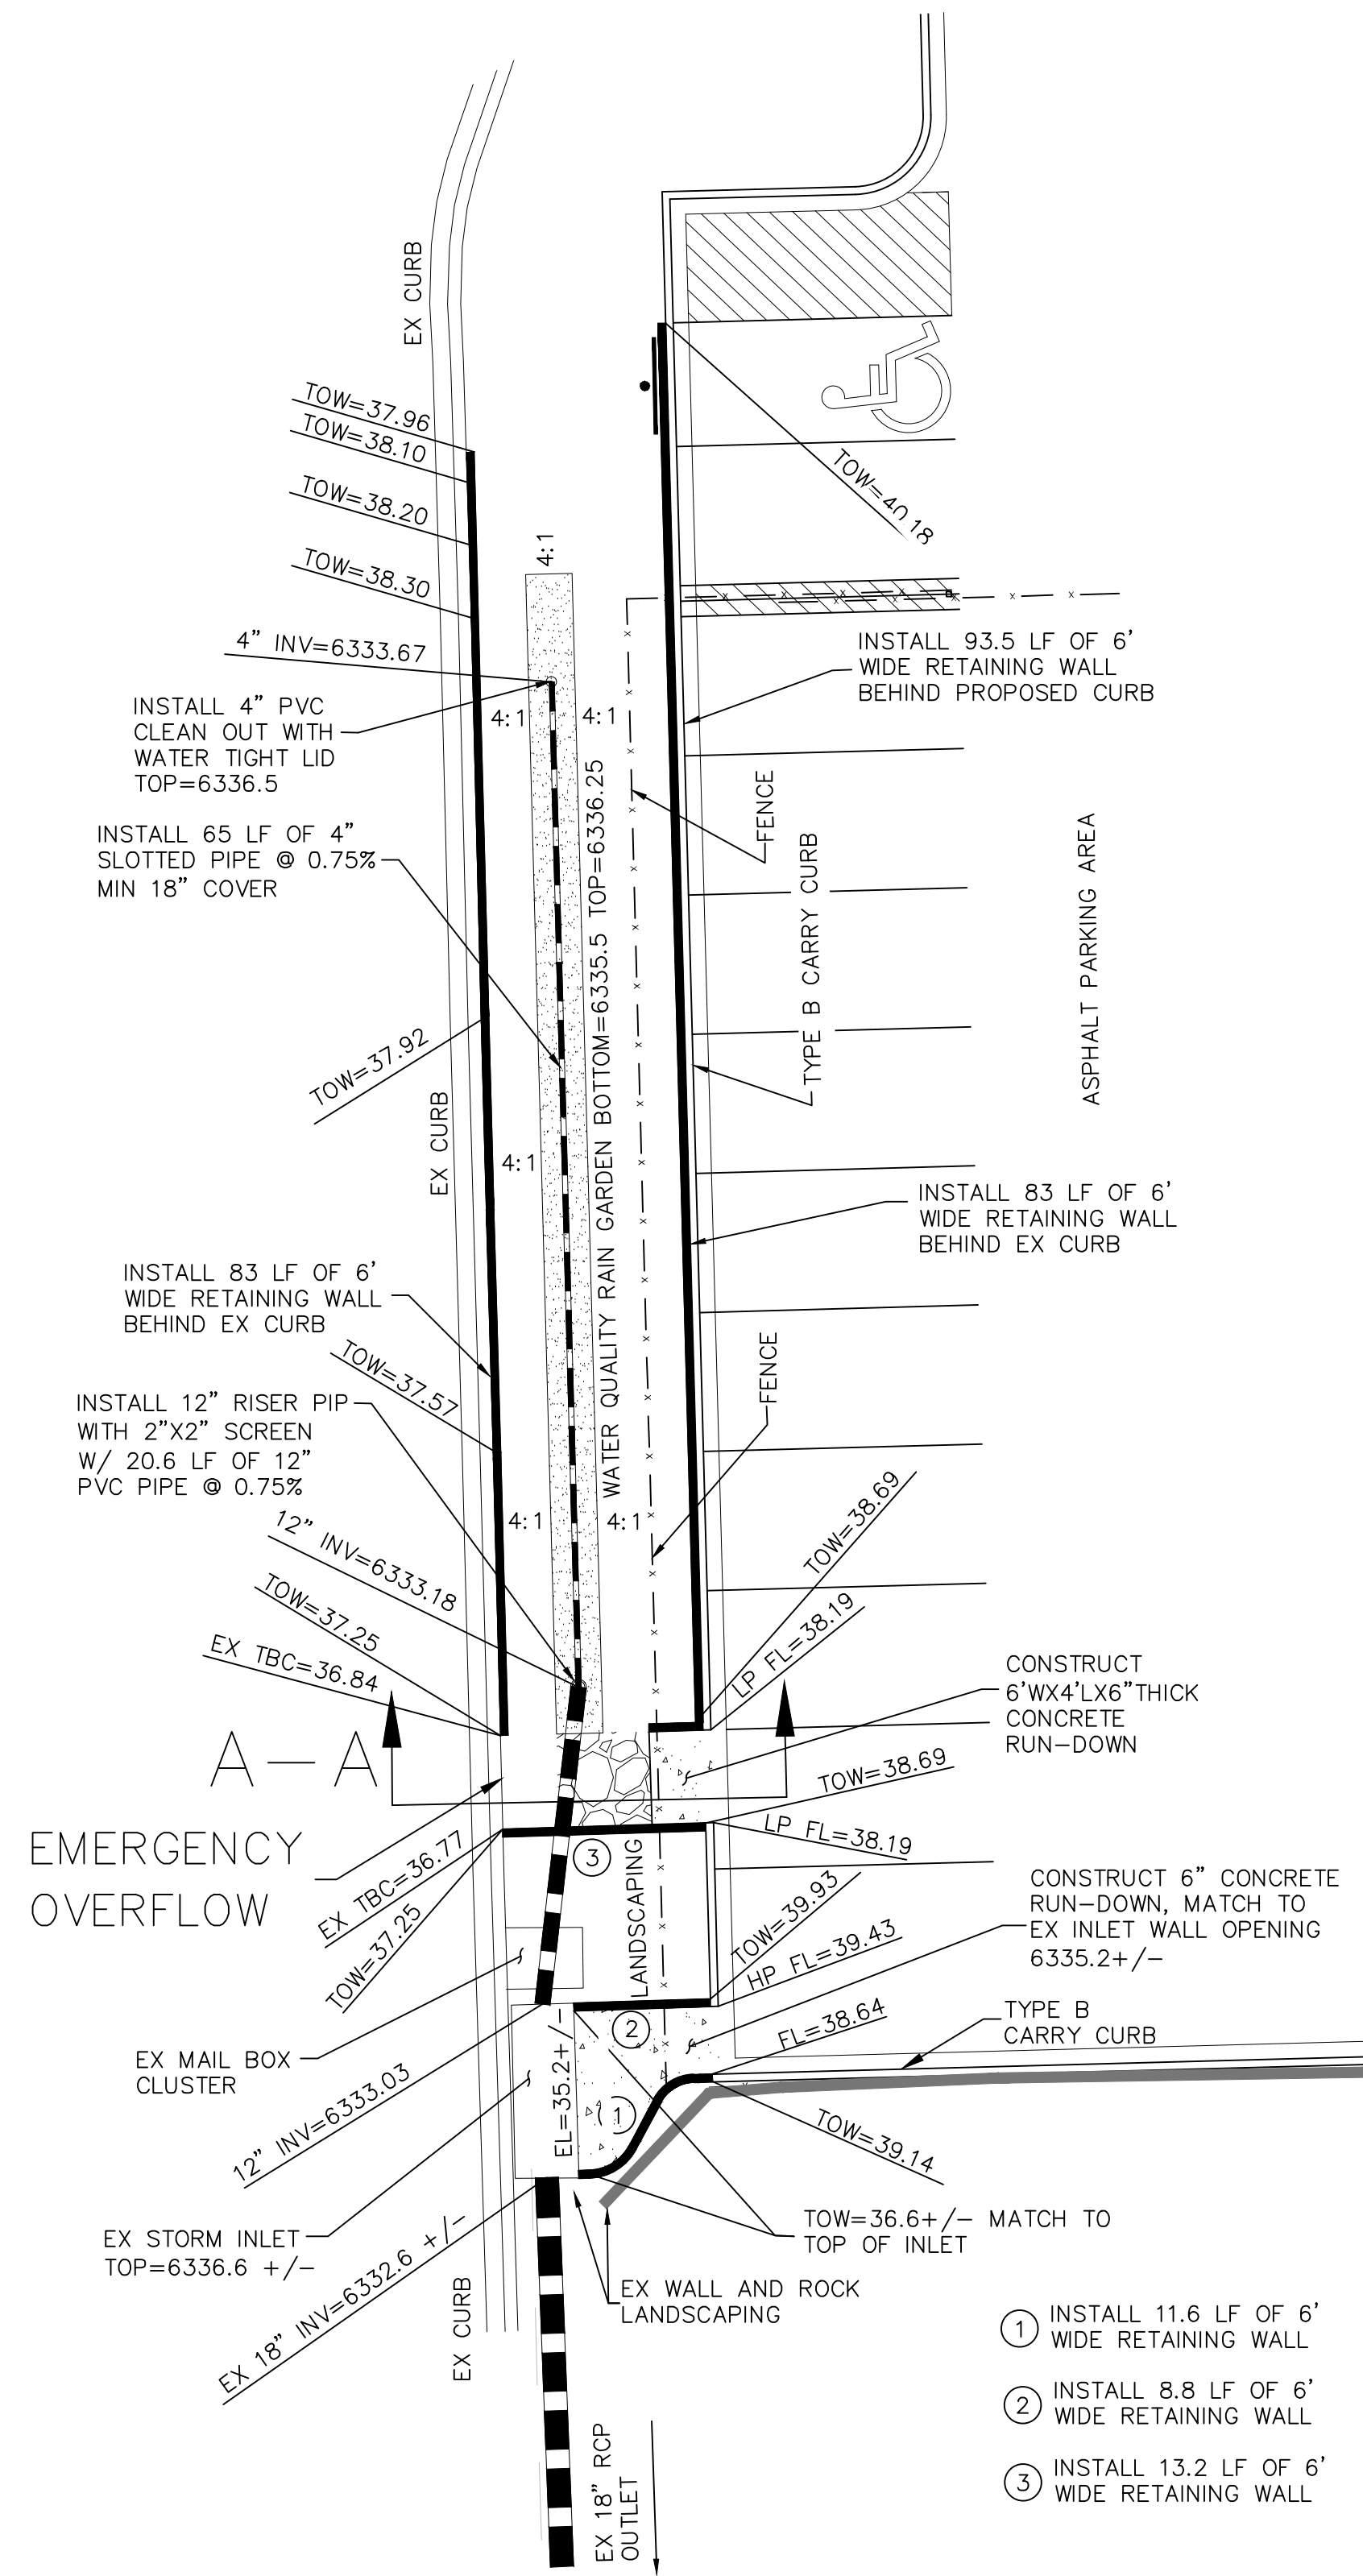 EX CURB
TOW=37.96
TOW=38.10
TOW=38.20
TOW=38.30
TOW=40.18
4:1
4" INV=6333.67
INSTALL 93.5 LF OF 6'
WIDE RETAINING WALL
BEHIND PROPOSED CURB
INSTALL 4" PVC
CLEAN OUT WITH
WATER TIGHT LID
TOP=6336.5
4:1
4:1
FENCE
INSTALL 65 LF OF 4"
SLOTTED PIPE @ 0.75%
MIN 18" COVER
WATER QUALITY RAIN GARDEN BOTTOM=6335.5 TOP=6336.25
TYPE B CARRY CURB
ASPHALT PARKING AREA
TOW=37.92
EX CURB
4:1
INSTALL 83 LF OF 6'
WIDE RETAINING WALL
BEHIND EX CURB
INSTALL 83 LF OF 6'
WIDE RETAINING WALL
BEHIND EX CURB
TOW=37.57
FENCE
INSTALL 12" RISER PIP
WITH 2"X2" SCREEN
W/ 20.6 LF OF 12"
PVC PIPE @ 0.75%
4:1
4:1
12" INV=6333.18
TOW=37.25
EX TBC=36.84
TOW=38.69
LP FL=38.19
CONSTRUCT
6'WX4'LX6"THICK
CONCRETE
RUN-DOWN
A-A
TOW=38.69
LP FL=38.19
EMERGENCY
OVERFLOW
EX TBC=36.77
TOW=37.25
3
LANDSCAPING
TOW=39.93
HP FL=39.43
CONSTRUCT 6" CONCRETE
RUN-DOWN, MATCH TO
EX INLET WALL OPENING
6335.2+/-
FL=38.64
TYPE B
CARRY CURB
2
EX MAIL BOX
CLUSTER
12" INV=6333.03
EL=35.2+/-
1
TOW=39.14
TOW=36.6+/- MATCH TO
TOP OF INLET
EX STORM INLET
TOP=6336.6 +/-
EX 18" INV=6332.6 +/-
EX CURB
EX WALL AND ROCK
LANDSCAPING
EX 18" RCP
OUTLET
1 INSTALL 11.6 LF OF 6'
WIDE RETAINING WALL
2 INSTALL 8.8 LF OF 6'
WIDE RETAINING WALL
3 INSTALL 13.2 LF OF 6'
WIDE RETAINING WALL